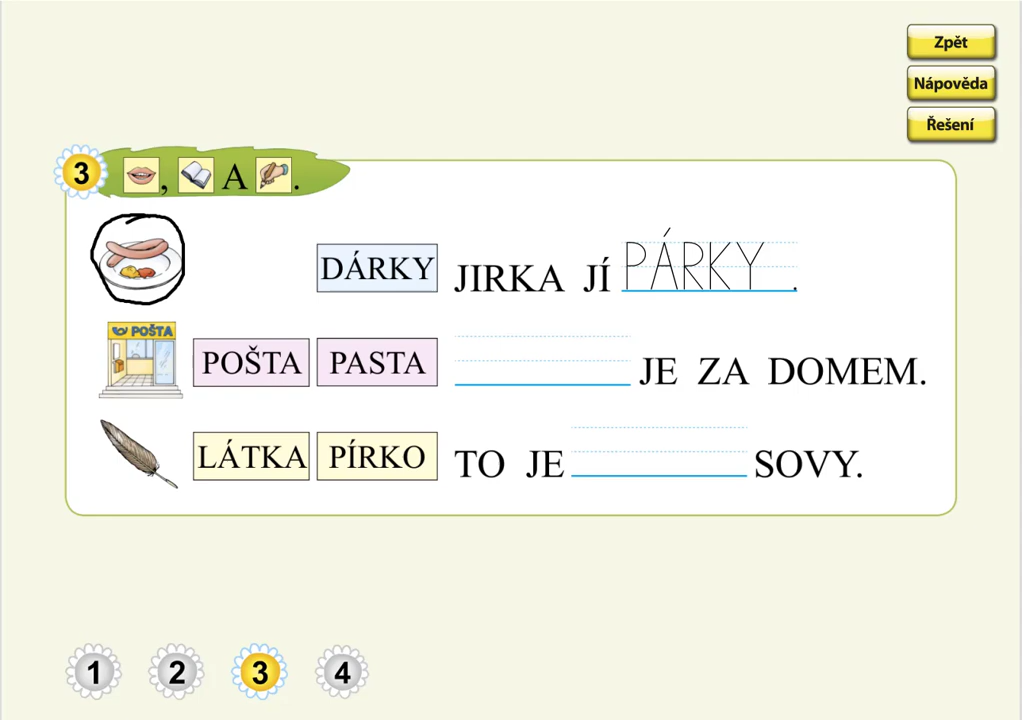 Zpět
Nápověda
Řešení
3 , A .
DÁRKY JIRKA JÍ PÁRKY .
POŠTA POŠTA PASTA JE ZA DOMEM.
LÁTKA PÍRKO TO JE SOVY.
1 2 3 4